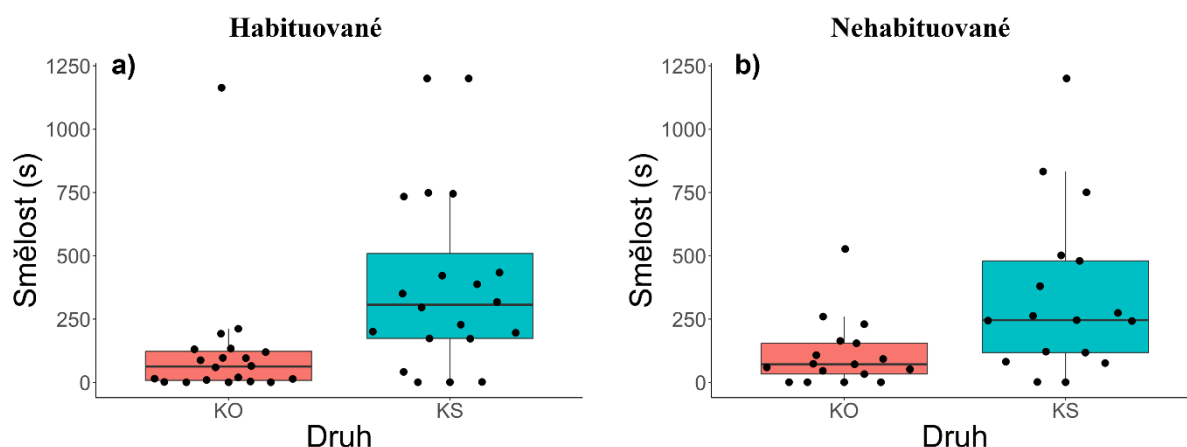 Habituované
a)
Smělost (s)
1250
1000
750
500
250
0
KO KS
Druh
Nehabituované
b)
Smělost (s)
1250
1000
750
500
250
0
KO KS
Druh